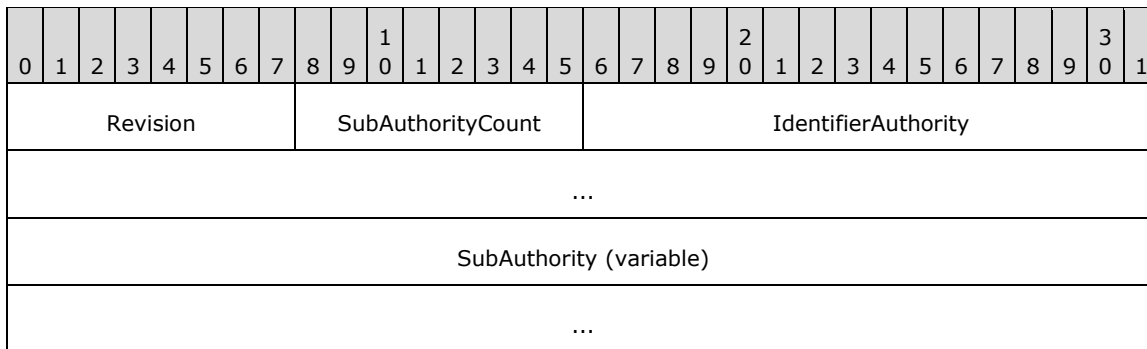 1 2 3
0 1 2 3 4 5 6 7 8 9 0 1 2 3 4 5 6 7 8 9 0 1 2 3 4 5 6 7 8 9 0 1
Revision SubAuthorityCount IdentifierAuthority
...
SubAuthority (variable)
...